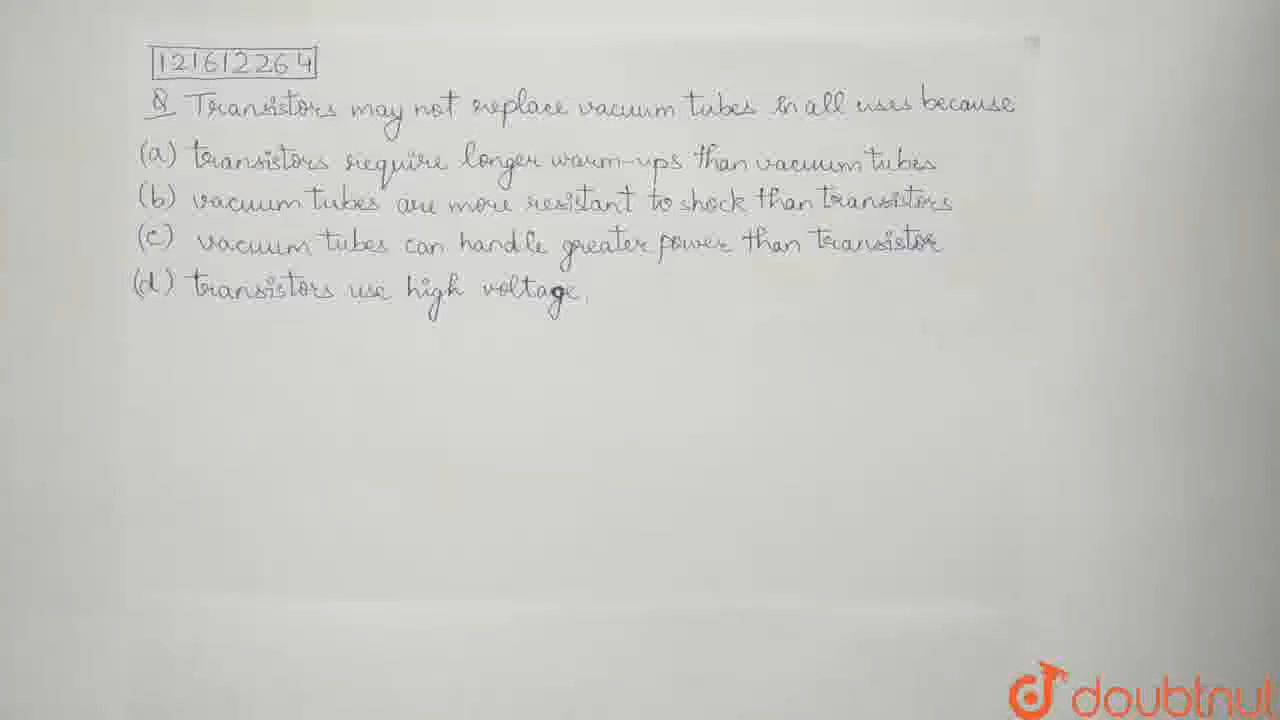 121612264
Q Transistors may not replace vacuum tubes in all uses because
(a) transistors require longer warm-ups than vacuum tubes
(b) vacuum tubes are more resistant to shock than transistors
(c) vacuum tubes can handle greater power than transistor
(d) transistors use high voltage.
doubtnut